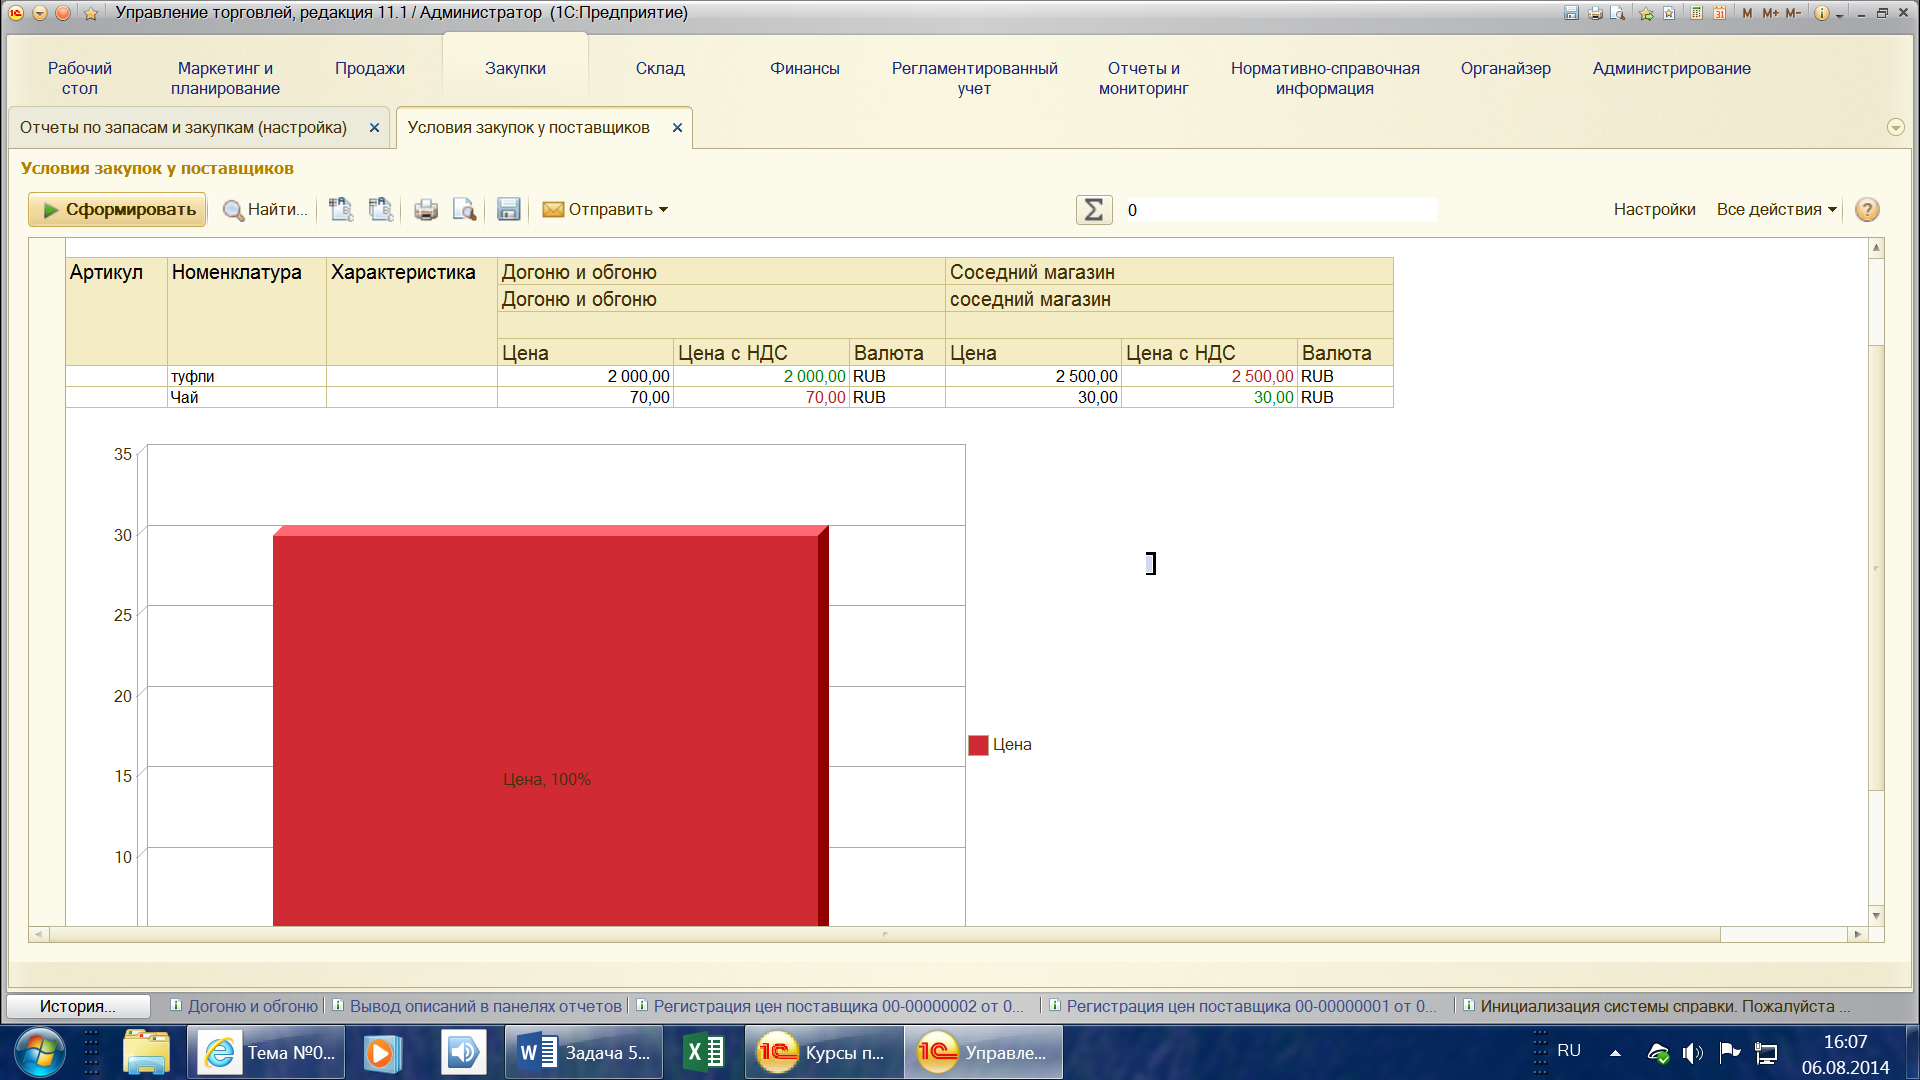 Управление торговлей, редакция 11.1 / Администратор (1С:Предприятие)
M M+ M-
Рабочий стол
Маркетинг и планирование
Продажи
Закупки
Склад
Финансы
Регламентированный учет
Отчеты и мониторинг
Нормативно-справочная информация
Органайзер
Администрирование
Отчеты по запасам и закупкам (настройка)
Условия закупок у поставщиков
Условия закупок у поставщиков
Сформировать Найти... Отправить Σ 0 Настройки Все действия ?
Артикул Номенклатура Характеристика Догоню и обгоню Соседний магазин
Догоню и обгоню соседний магазин
Цена Цена с НДС Валюта Цена Цена с НДС Валюта
туфли 2 000,00 2 000,00 RUB 2 500,00 2 500,00 RUB
Чай 70,00 70,00 RUB 30,00 30,00 RUB
35
30
25
20
15
10
Цена, 100%
Цена
История... Догоню и обгоню Вывод описаний в панелях отчетов Регистрация цен поставщика 00-00000002 от 0... Регистрация цен поставщика 00-00000001 от 0... Инициализация системы справки. Пожалуйста ...
Тема №0... Задача 5... Курсы п... Управле... RU 16:07
06.08.2014